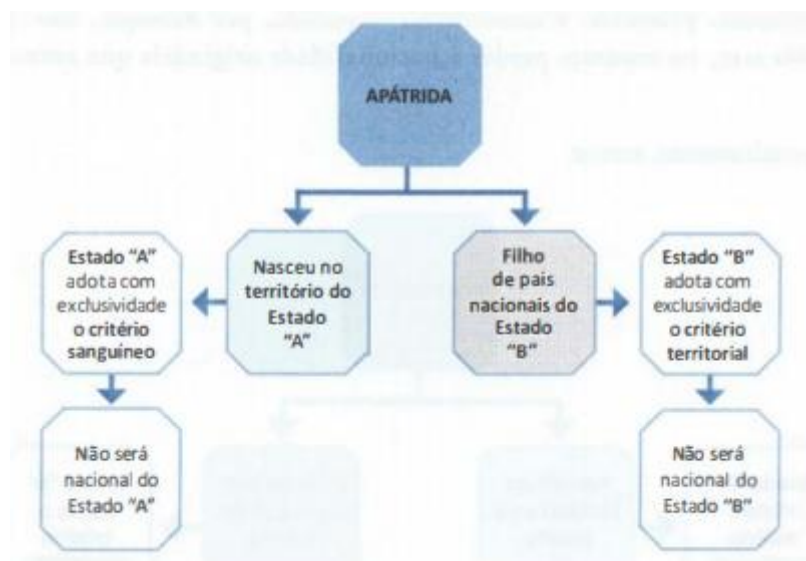 APÁTRIDA
Estado "A"
adota com
exclusividade
o critério
sanguíneo
Nasceu no
território do
Estado
"A"
Filho
de pais
nacionais do
Estado
"B"
Estado "B"
adota com
exclusividade
o critério
territorial
Não será
nacional do
Estado "A"
Não será
nacional do
Estado "B"